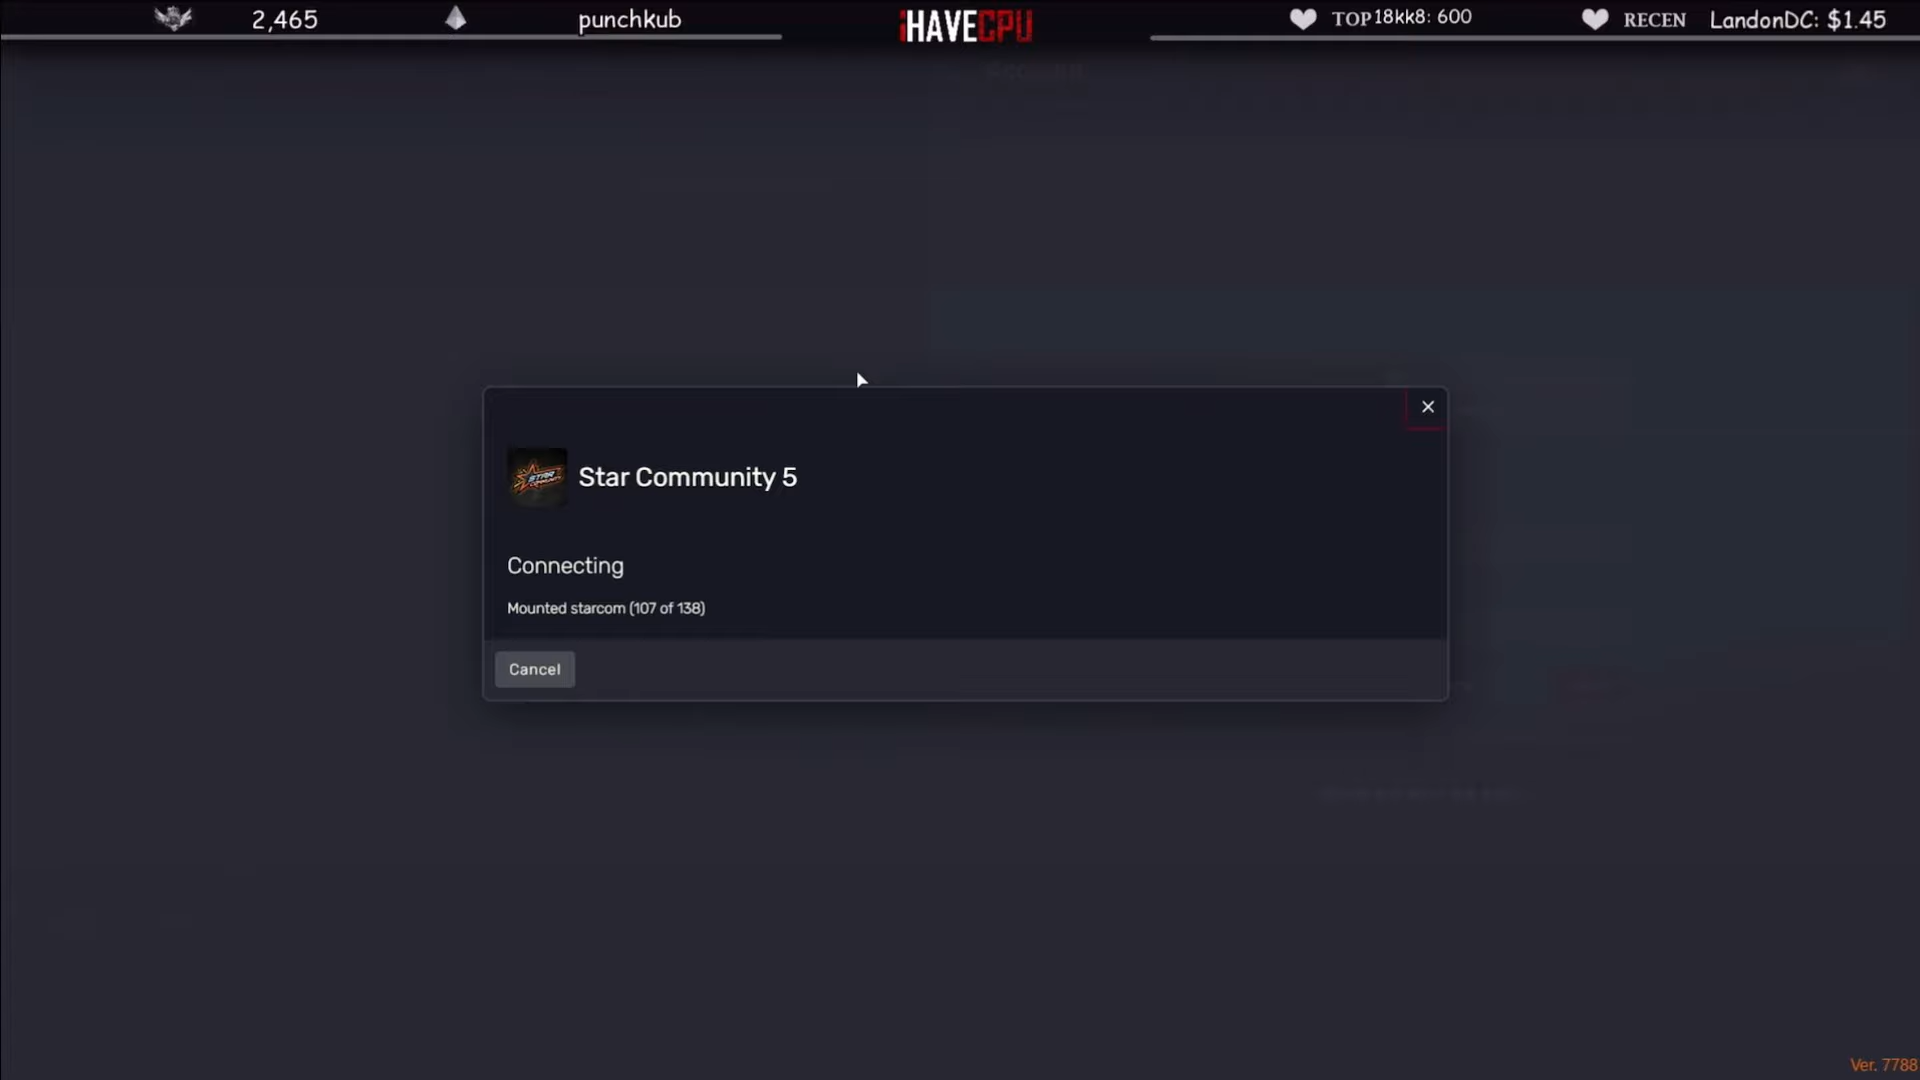 2,465
punchkub
iHAVECPU
TOP 18kk8: 600
RECEN LandonDC: $1.45
STAR
Star Community 5
Connecting
Mounted starcom (107 of 138)
Cancel
Ver. 7788